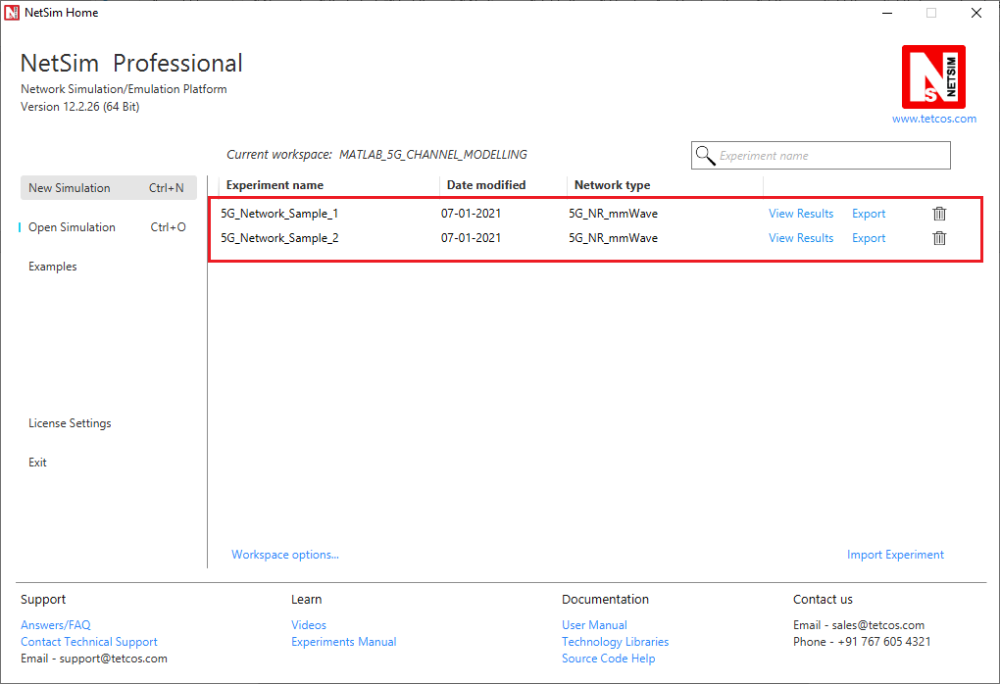 NetSim Home
NetSim Professional
Network Simulation/Emulation Platform
Version 12.2.26 (64 Bit)
NS NETSIM
www.tetcos.com
Current workspace: MATLAB_5G_CHANNEL_MODELLING
Experiment name
New Simulation Ctrl+N
Open Simulation Ctrl+O
Examples
License Settings
Exit
Experiment name Date modified Network type
5G_Network_Sample_1 07-01-2021 5G_NR_mmWave View Results Export
5G_Network_Sample_2 07-01-2021 5G_NR_mmWave View Results Export
Workspace options... Import Experiment
Support
Answers/FAQ
Contact Technical Support
Email - support@tetcos.com
Learn
Videos
Experiments Manual
Documentation
User Manual
Technology Libraries
Source Code Help
Contact us
Email - sales@tetcos.com
Phone - +91 767 605 4321